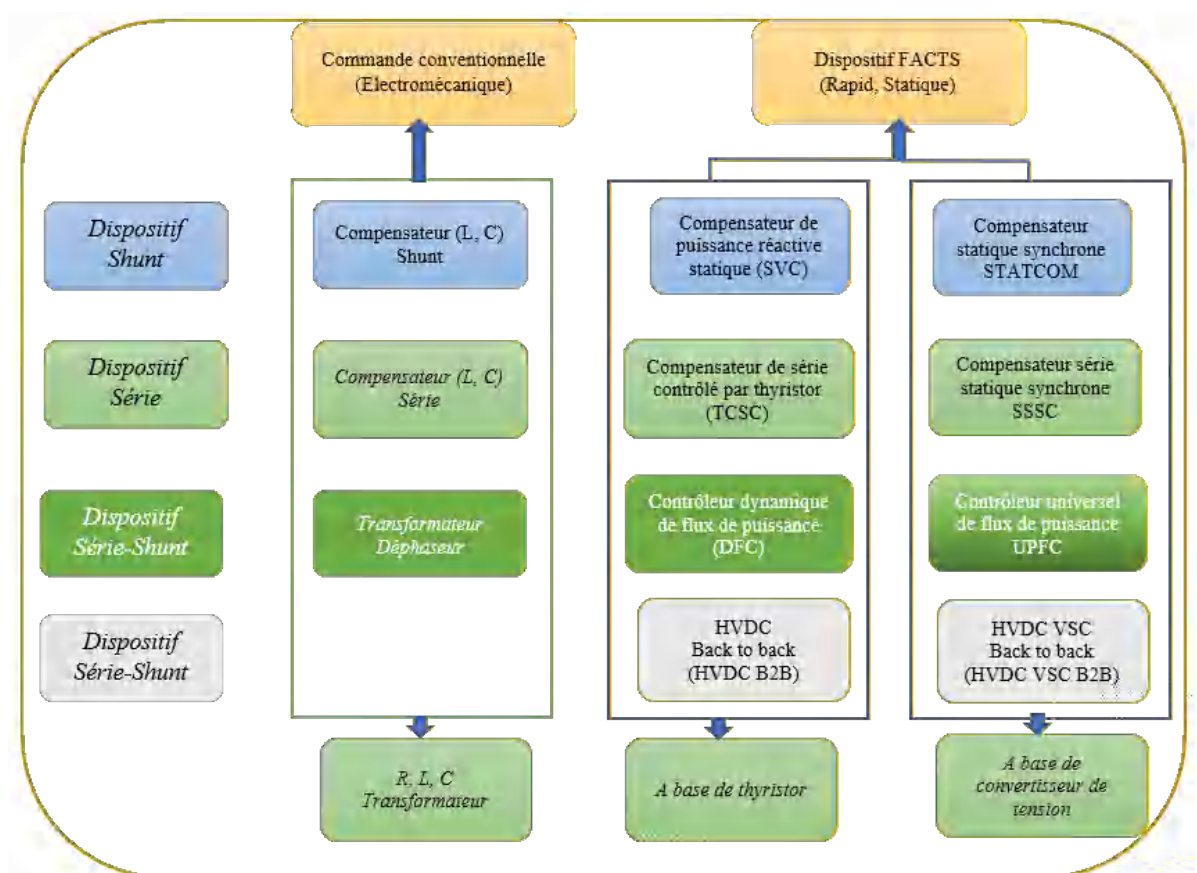 Commande conventionnelle
(Electromécanique)
Dispositif FACTS
(Rapid, Statique)
Dispositif
Shunt
Compensateur (L, C)
Shunt
Compensateur de
puissance réactive
statique (SVC)
Compensateur
statique synchrone
STATCOM
Dispositif
Série
Compensateur (L, C)
Série
Compensateur de série
contrôlé par thyristor
(TCSC)
Compensateur série
statique synchrone
SSSC
Dispositif
Série-Shunt
Transformateur
Déphaseur
Contrôleur dynamique
de flux de puissance
(DFC)
Contrôleur universel
de flux de puissance
UPFC
Dispositif
Série-Shunt
HVDC
Back to back
(HVDC B2B)
HVDC VSC
Back to back
(HVDC VSC B2B)
R, L, C
Transformateur
A base de thyristor
A base de
convertisseur de
tension